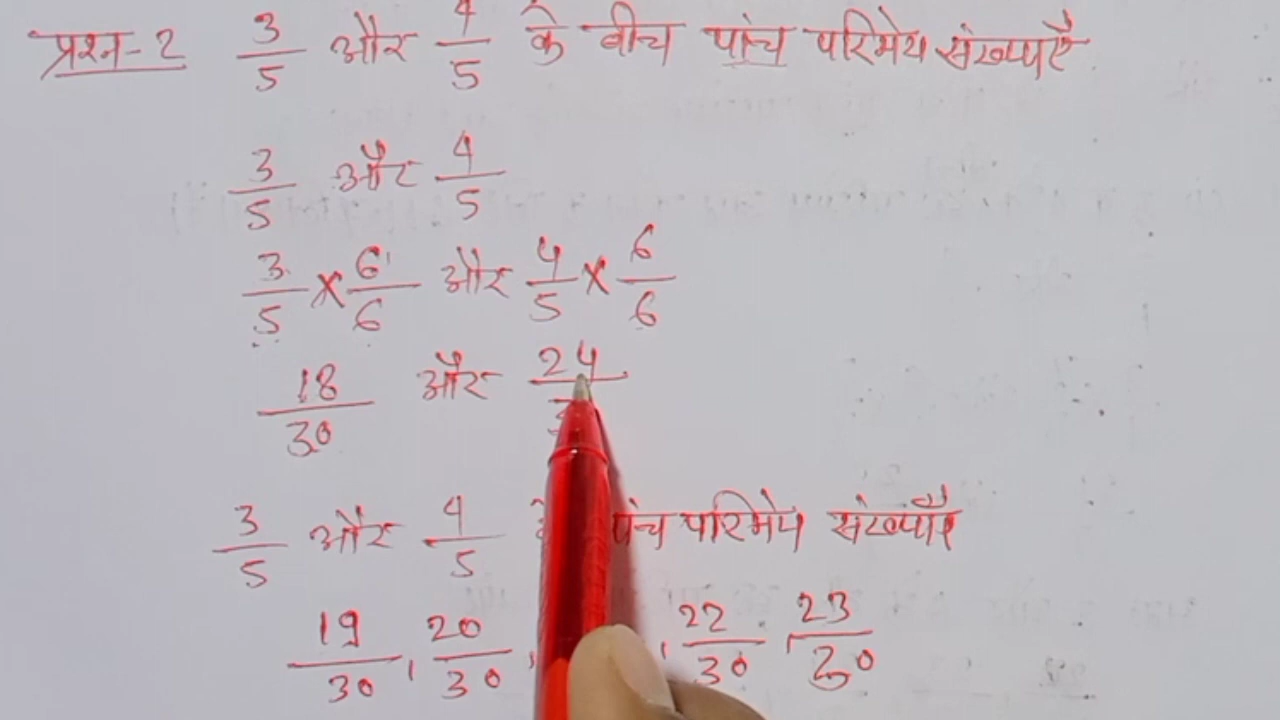 प्रश्न-2 3/5 और 4/5 के बीच पांच परिमेय संख्याएँ
3/5 और 4/5
3/5 × 6/6 और 4/5 × 6/6
18/30 और 24
3/5 और 4/5 पंच परिमेय संख्याएँ
19/30, 20/30, 22/30, 23/30